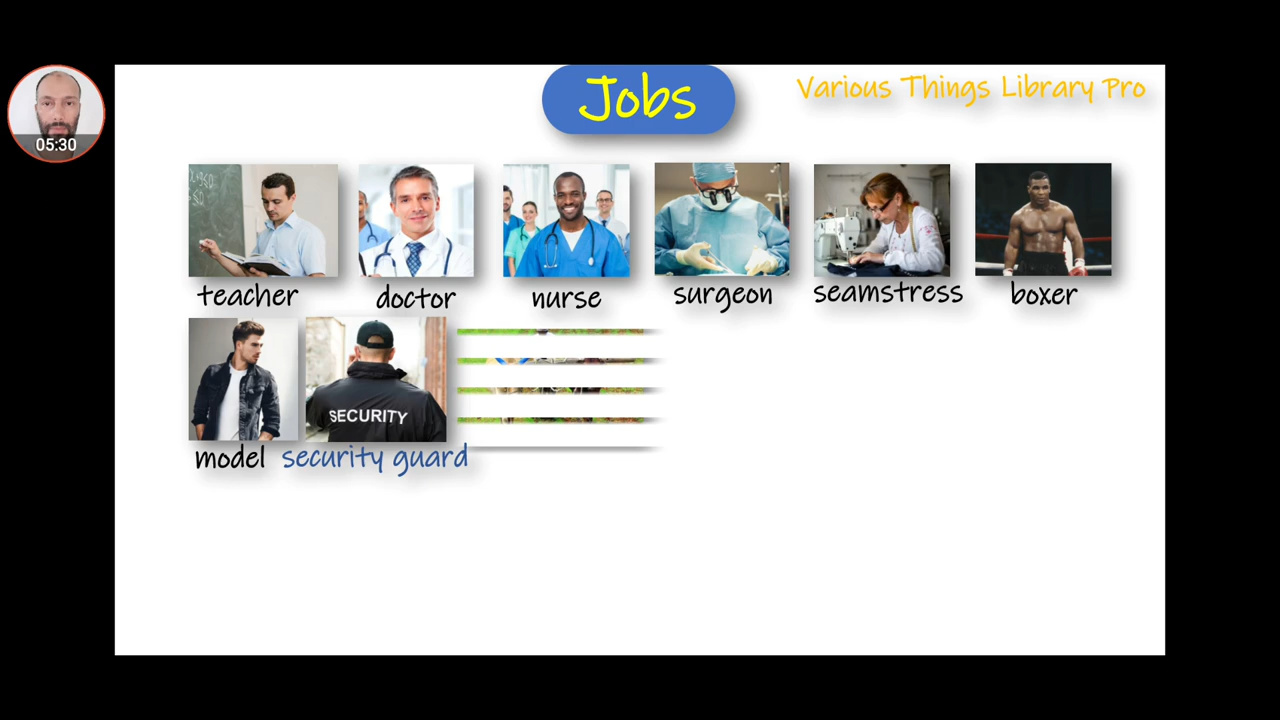 Jobs
Various Things Library Pro
05:30
teacher doctor nurse surgeon seamstress boxer
SECURITY
model security guard